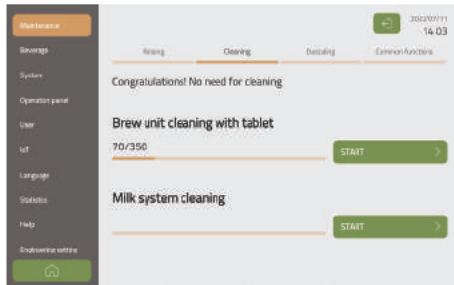 Maintenance
2022/07/11
14 03
Beverage
Rinsing
Cleaning
Descaling
Common functions
System
Congratulations! No need for cleaning
Operation panel
User
Brew unit cleaning with tablet
IoT
70/350
START
Language
Statistics
Milk system cleaning
Help
START
Engineering setting